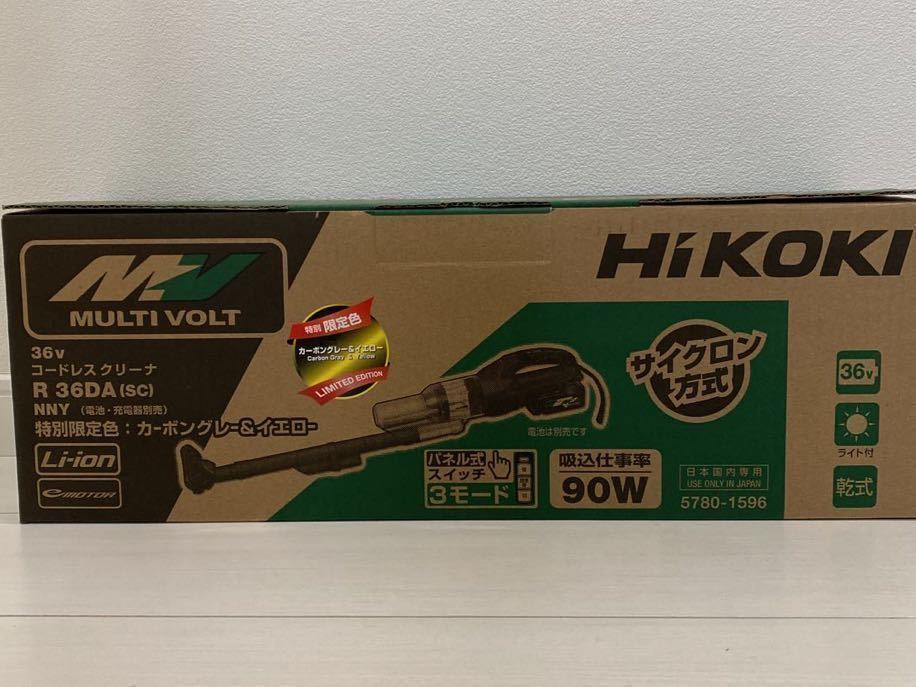 MV
MULTI VOLT
HiKOKI
36V
コードレスクリーナ
R 36DA(SC)
NNY (電池・充電器別売)
特別限定色:カーボングレー&イエロー
Li-ion
eMOTOR
特別 限定色
カーボングレー&イエロー
Carbon Gray & Yellow
LIMITED EDITION
電池は別売です
パネル式
スイッチ
3モード
吸込仕事率
90W
サイクロン
方式
日本国内専用
USE ONLY IN JAPAN
5780-1596
36V
ライト付
乾式